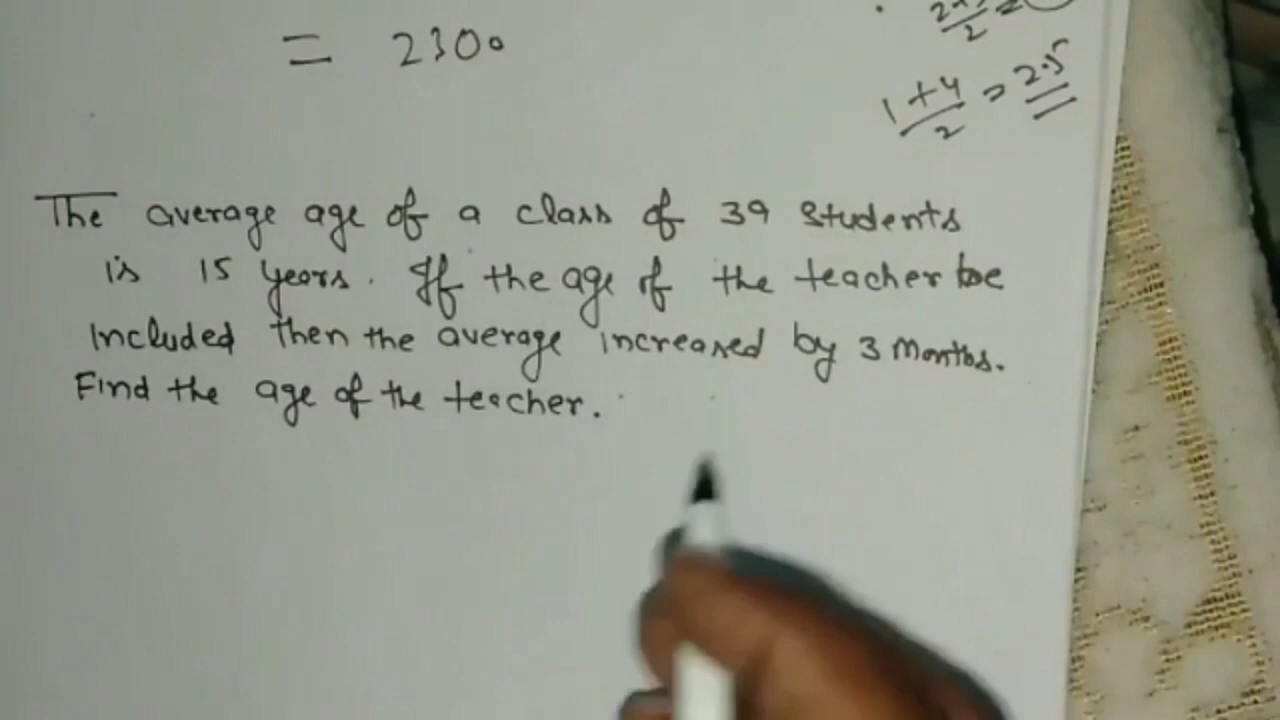 = 2300
2
1+4
2
= 2.5
The average age of a class of 39 students
is 15 years. If the age of the teacher be
included then the average increased by 3 months.
Find the age of the teacher.